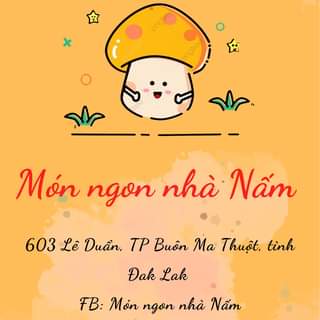 Món ngon nhà Nấm
603 Lê Duẩn, TP Buôn Ma Thuột, tỉnh
Đak Lak
FB: Món ngon nhà Nấm